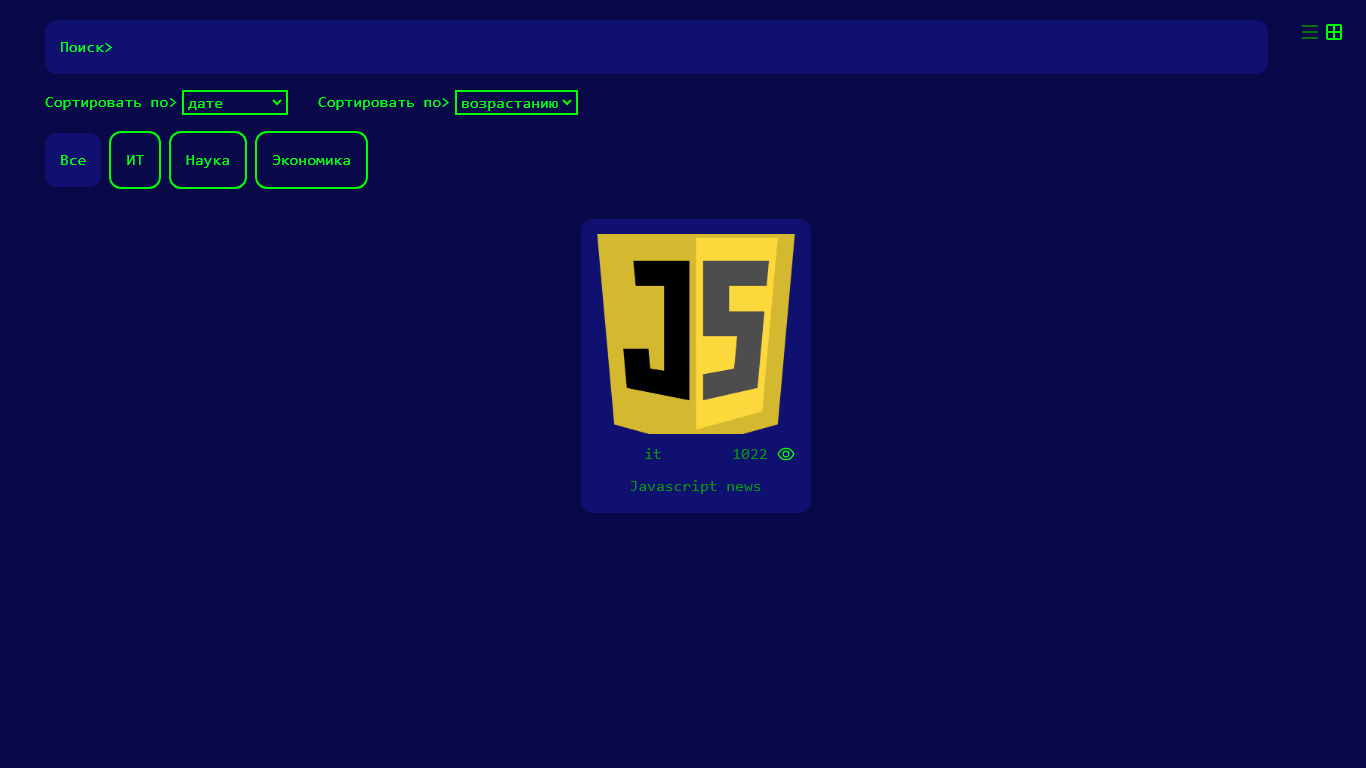 Поиск>
Сортировать по> дате Сортировать по> возрастанию
Все ИТ Наука Экономика
JS
it 1022
Javascript news